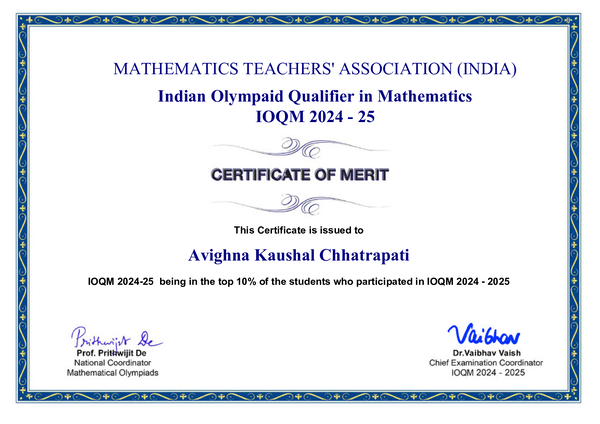 MATHEMATICS TEACHERS' ASSOCIATION (INDIA)
Indian Olympaid Qualifier in Mathematics
IOQM 2024 - 25
CERTIFICATE OF MERIT
This Certificate is issued to
Avighna Kaushal Chhatrapati
IOQM 2024-25 being in the top 10% of the students who participated in IOQM 2024 - 2025
Prithwijit De
Prof. Prithwijit De
National Coordinator
Mathematical Olympiads
Vaibhav
Dr.Vaibhav Vaish
Chief Examination Coordinator
IOQM 2024 - 2025